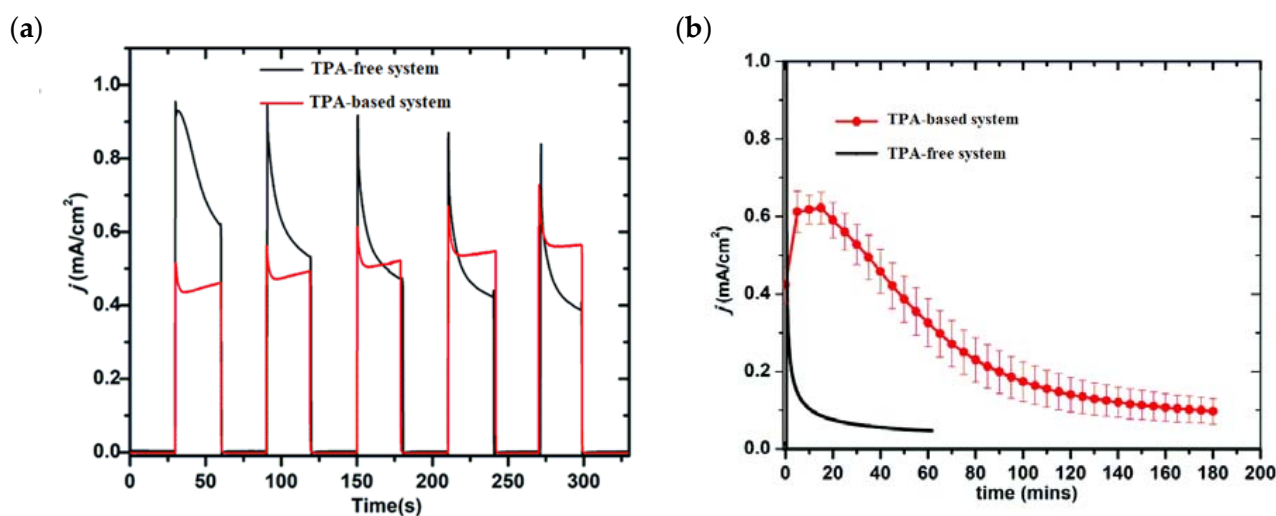 (a)
TPA-free system
TPA-based system
j (mA/cm²)
1.0
0.8
0.6
0.4
0.2
0.0
0 50 100 150 200 250 300
Time(s)
(b)
TPA-based system
TPA-free system
j (mA/cm²)
1.0
0.8
0.6
0.4
0.2
0.0
0 20 40 60 80 100 120 140 160 180 200
time (mins)